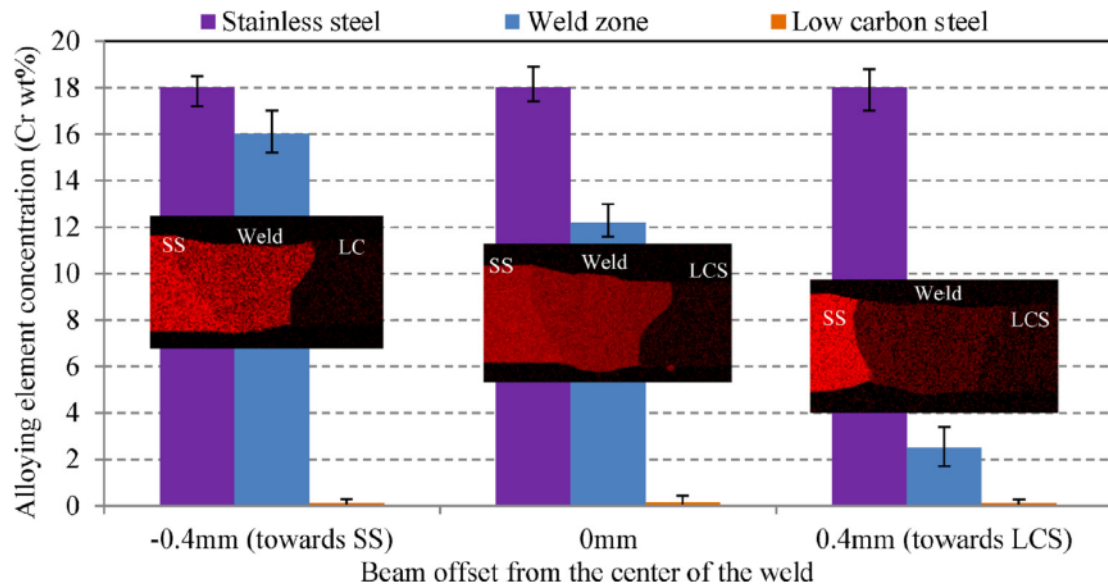 Stainless steel Weld zone Low carbon steel
Alloying element concentration (Cr wt%)
20
18
16
14
12
10
8
6
4
2
0
SS Weld LC
SS Weld LCS
SS Weld LCS
-0.4mm (towards SS) 0mm 0.4mm (towards LCS)
Beam offset from the center of the weld